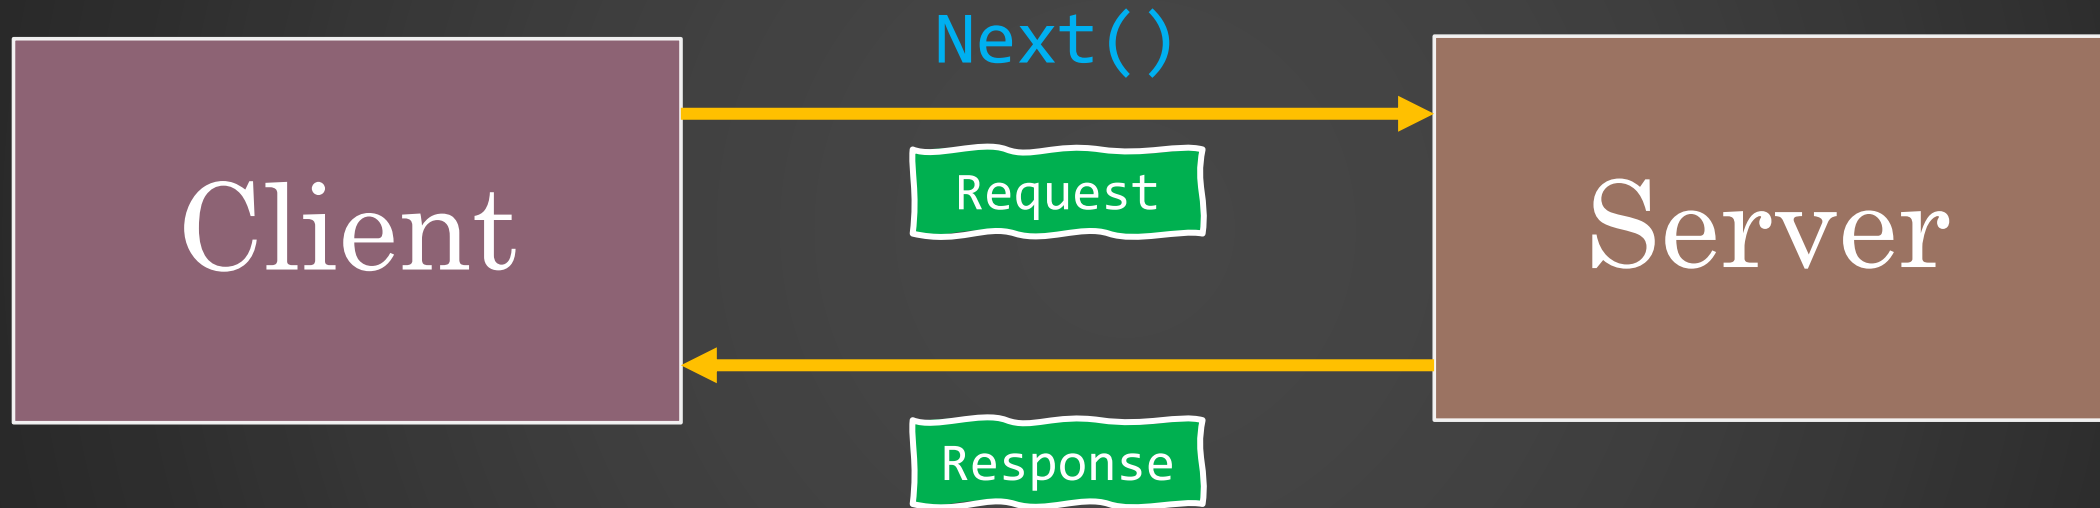 Next()
Client
Request
Server
Response